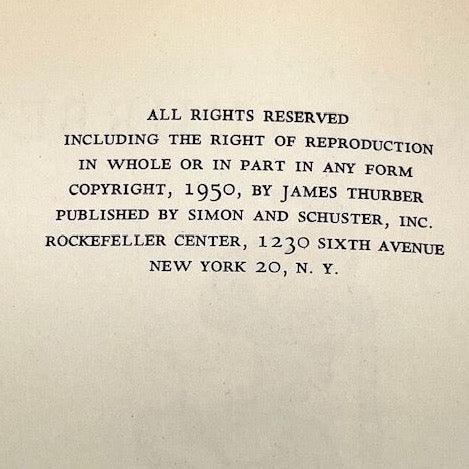 ALL RIGHTS RESERVED
INCLUDING THE RIGHT OF REPRODUCTION
IN WHOLE OR IN PART IN ANY FORM
COPYRIGHT, 1950, BY JAMES THURBER
PUBLISHED BY SIMON AND SCHUSTER, INC.
ROCKEFELLER CENTER, 1230 SIXTH AVENUE
NEW YORK 20, N. Y.